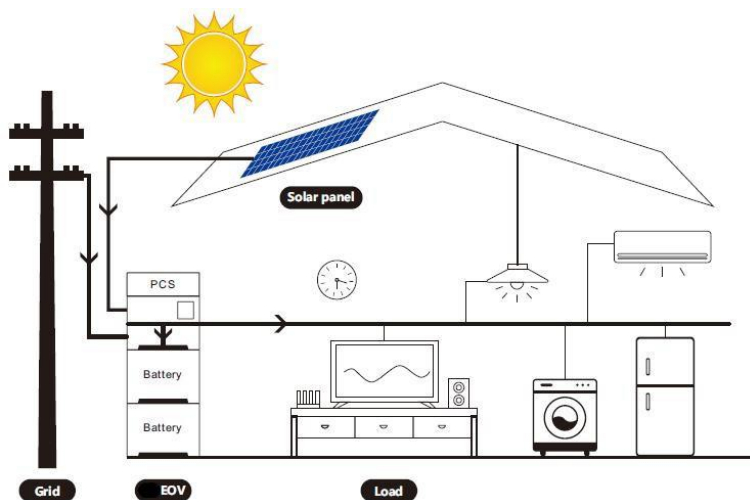 Solar panel
PCS
Battery
Battery
Grid
EOV
Load